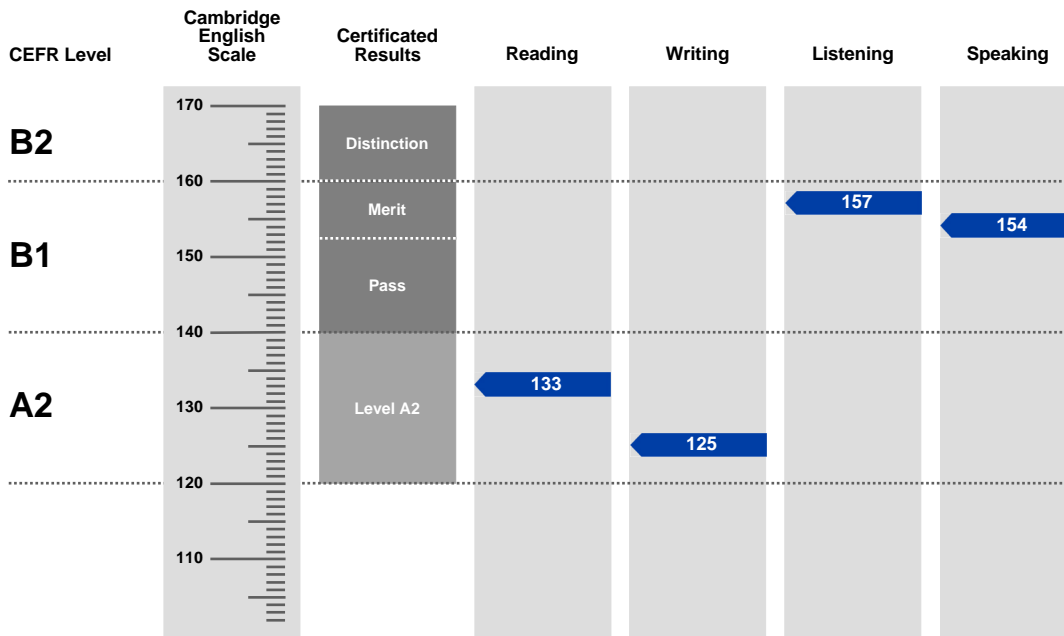 CEFR Level
Cambridge
English
Scale
Certificated
Results
Reading
Writing
Listening
Speaking
170
B2
Distinction
160
Merit
157
154
B1
150
Pass
140
133
A2
130
Level A2
125
120
110